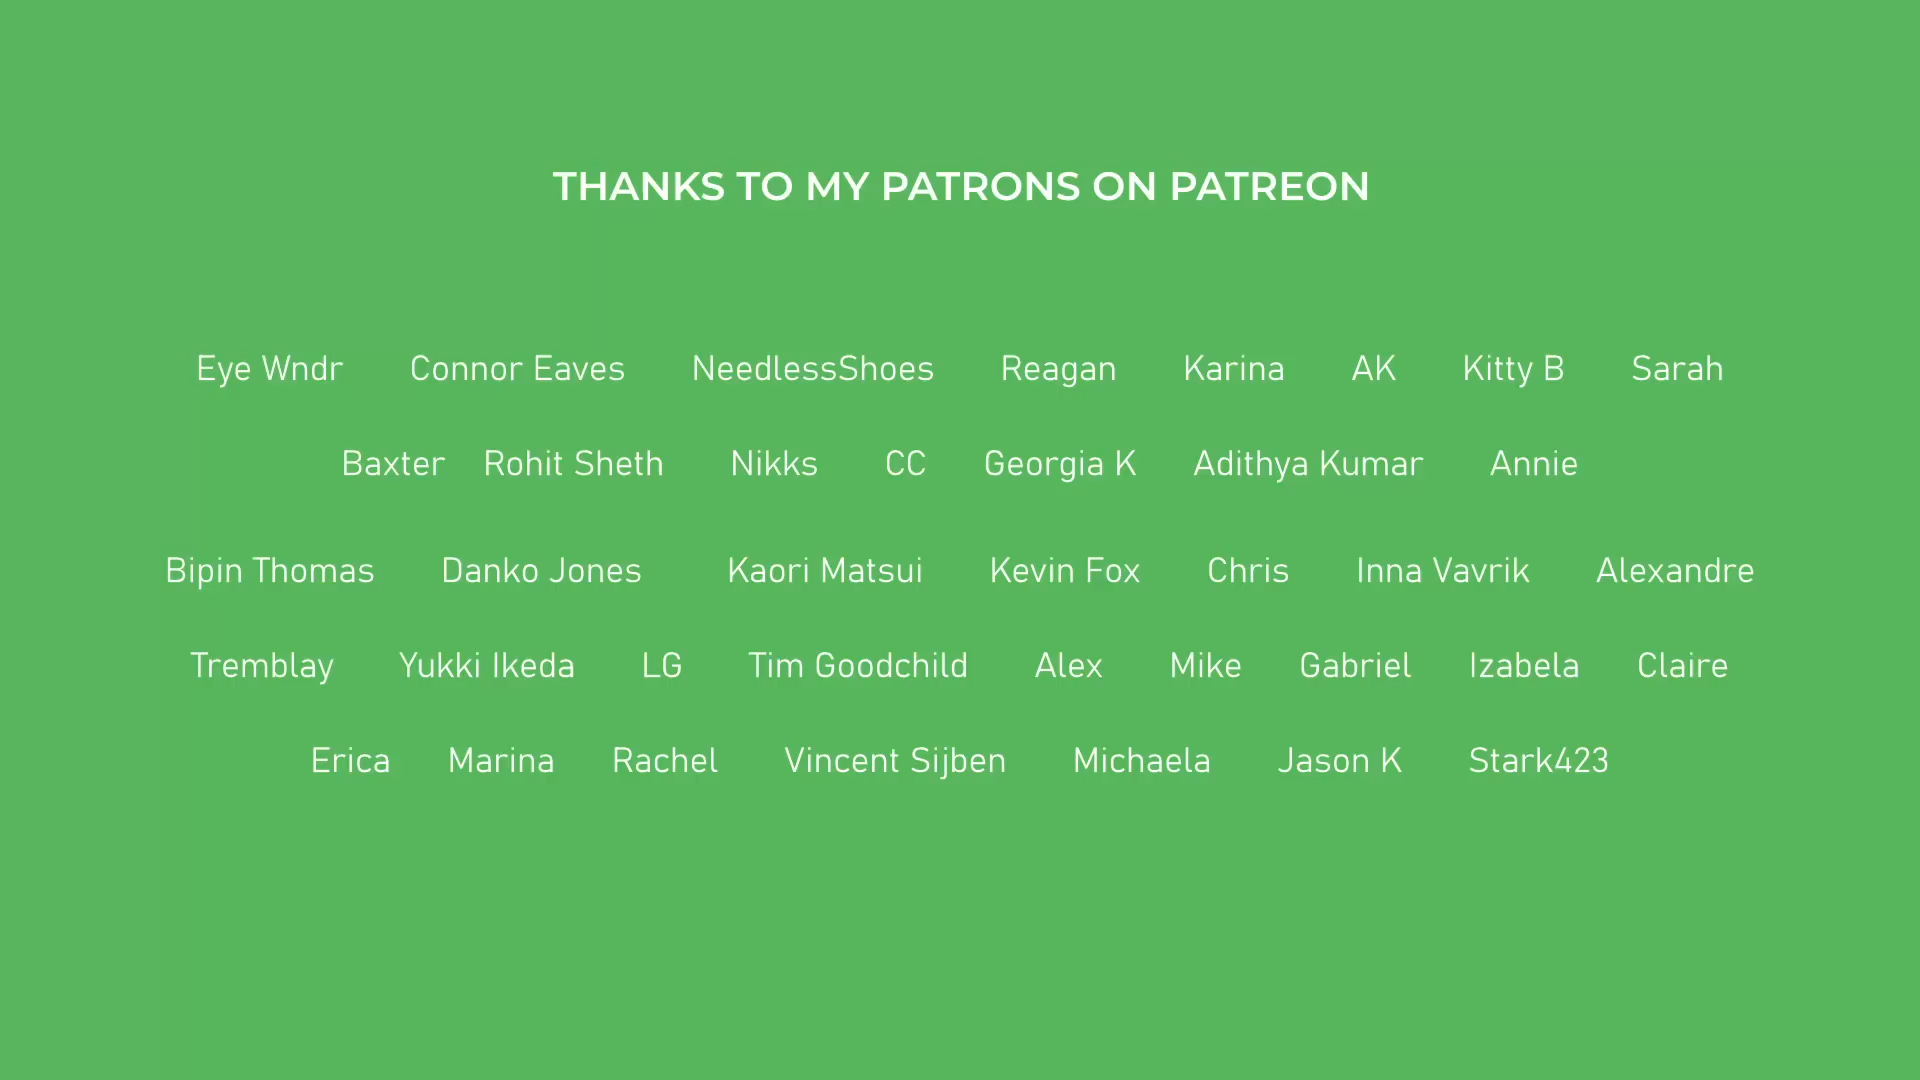 THANKS TO MY PATRONS ON PATREON
Eye Wndr Connor Eaves NeedlessShoes Reagan Karina AK Kitty B Sarah
Baxter Rohit Sheth Nikks CC Georgia K Adithya Kumar Annie
Bipin Thomas Danko Jones Kaori Matsui Kevin Fox Chris Inna Vavrik Alexandre
Tremblay Yukki Ikeda LG Tim Goodchild Alex Mike Gabriel Izabela Claire
Erica Marina Rachel Vincent Sijben Michaela Jason K Stark423